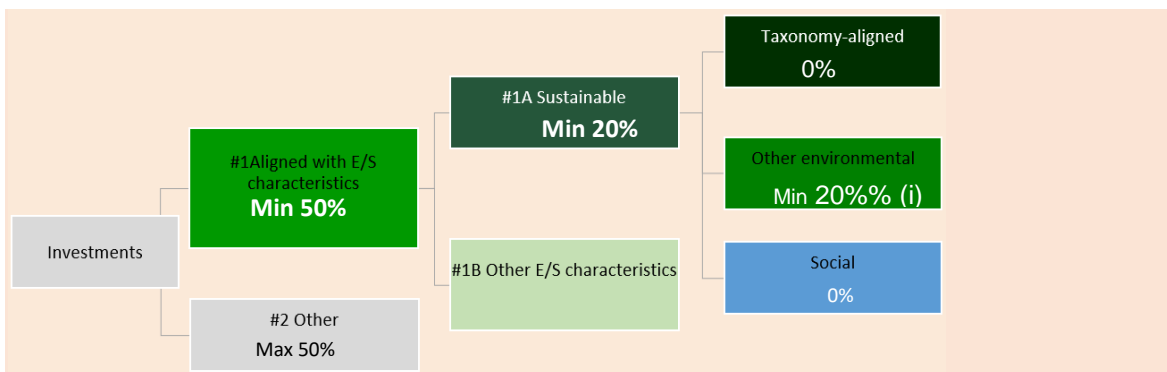 Investments
#1Aligned with E/S
characteristics
Min 50%
#2 Other
Max 50%
#1A Sustainable
Min 20%
#1B Other E/S characteristics
Taxonomy-aligned
0%
Other environmental
Min 20%% (i)
Social
0%